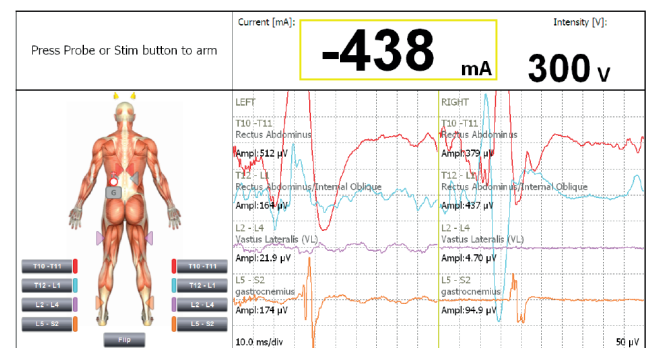 Press Probe or Stim button to arm
Current [mA]:
-438 mA
Intensity [V]:
300 V
G
T10 -T11
T12 - L1
L2 - L4
L5 - S2
T10 -T11
T12 - L1
L2 - L4
L5 - S2
Flip
LEFT
T10 -T11
Rectus Abdominus
Ampl:512 µV
T12 - L1
Rectus Abdominus/Internal Oblique
Ampl:164 µV
L2 - L4
Vastus Lateralis (VL)
Ampl:21.9 µV
L5 - S2
gastrocnemius
Ampl:174 µV
10.0 ms/div
RIGHT
T10 -T11
Rectus Abdominus
Ampl:379 µV
T12 - L1
Rectus Abdominus/Internal Oblique
Ampl:437 µV
L2 - L4
Vastus Lateralis (VL)
Ampl:4.70 µV
L5 - S2
gastrocnemius
Ampl:94.9 µV
50 µV